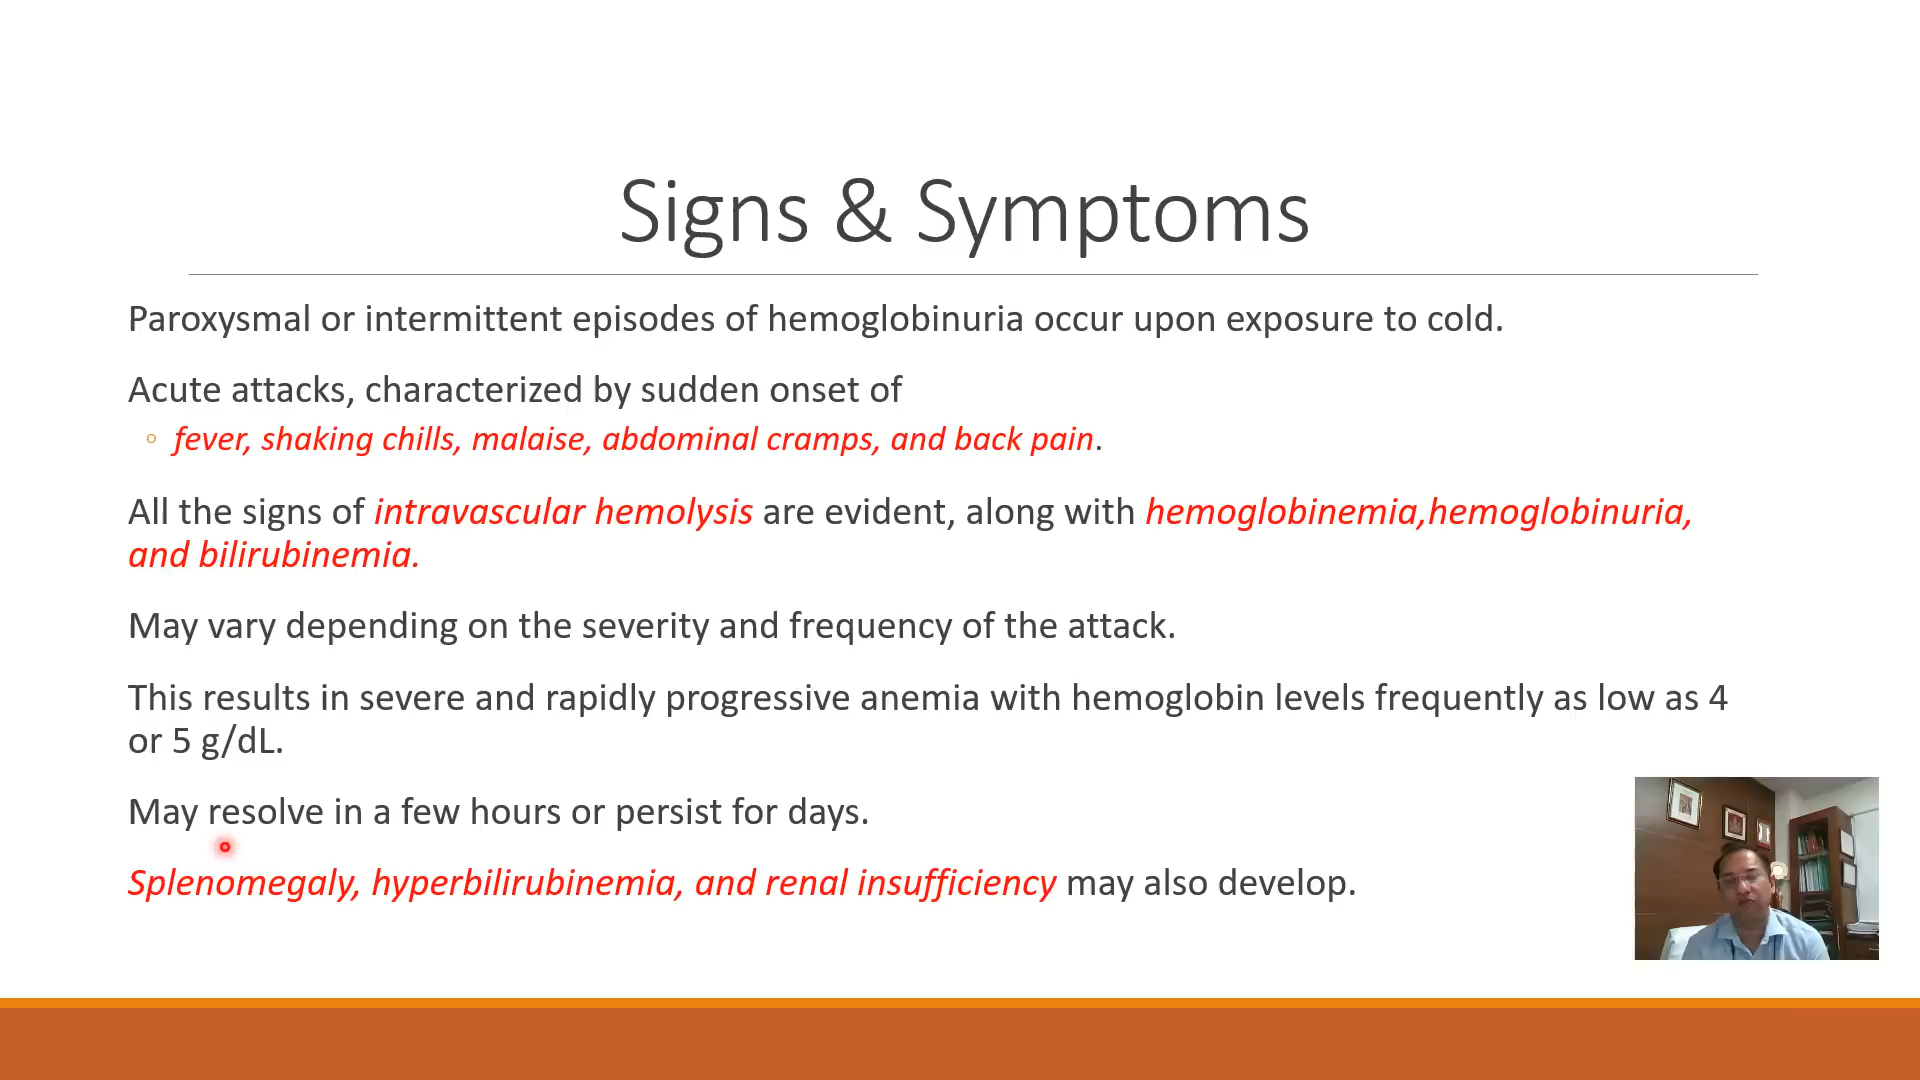 Signs & Symptoms
Paroxysmal or intermittent episodes of hemoglobinuria occur upon exposure to cold.
Acute attacks, characterized by sudden onset of
◦ fever, shaking chills, malaise, abdominal cramps, and back pain.
All the signs of intravascular hemolysis are evident, along with hemoglobinemia,hemoglobinuria,
and bilirubinemia.
May vary depending on the severity and frequency of the attack.
This results in severe and rapidly progressive anemia with hemoglobin levels frequently as low as 4
or 5 g/dL.
May resolve in a few hours or persist for days.
Splenomegaly, hyperbilirubinemia, and renal insufficiency may also develop.